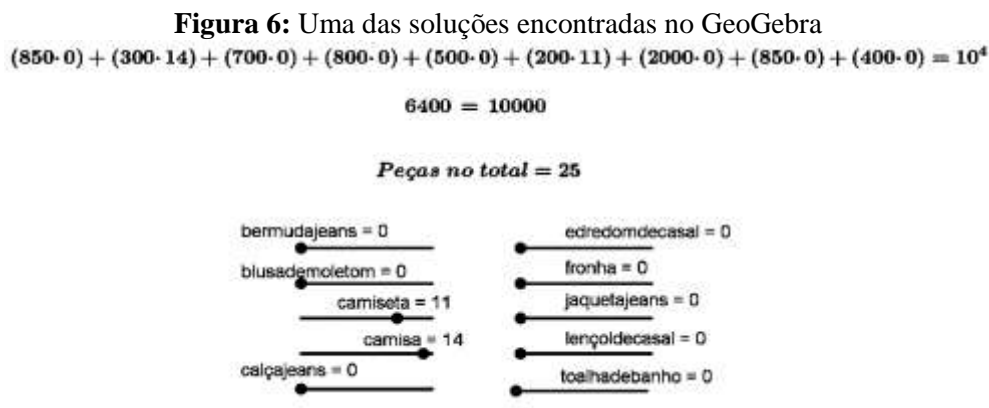 Figura 6: Uma das soluções encontradas no GeoGebra
(850· 0) + (300· 14) + (700· 0) + (800· 0) + (500· 0) + (200· 11) + (2000· 0) + (850· 0) + (400· 0) = 10⁴
6400 = 10000
Peças no total = 25
bermudajeans = 0
blusademoletom = 0
camiseta = 11
camisa = 14
calçajeans = 0
edredomdecasal = 0
fronha = 0
jaquetajeans = 0
lençoldecasal = 0
toalhadebanho = 0